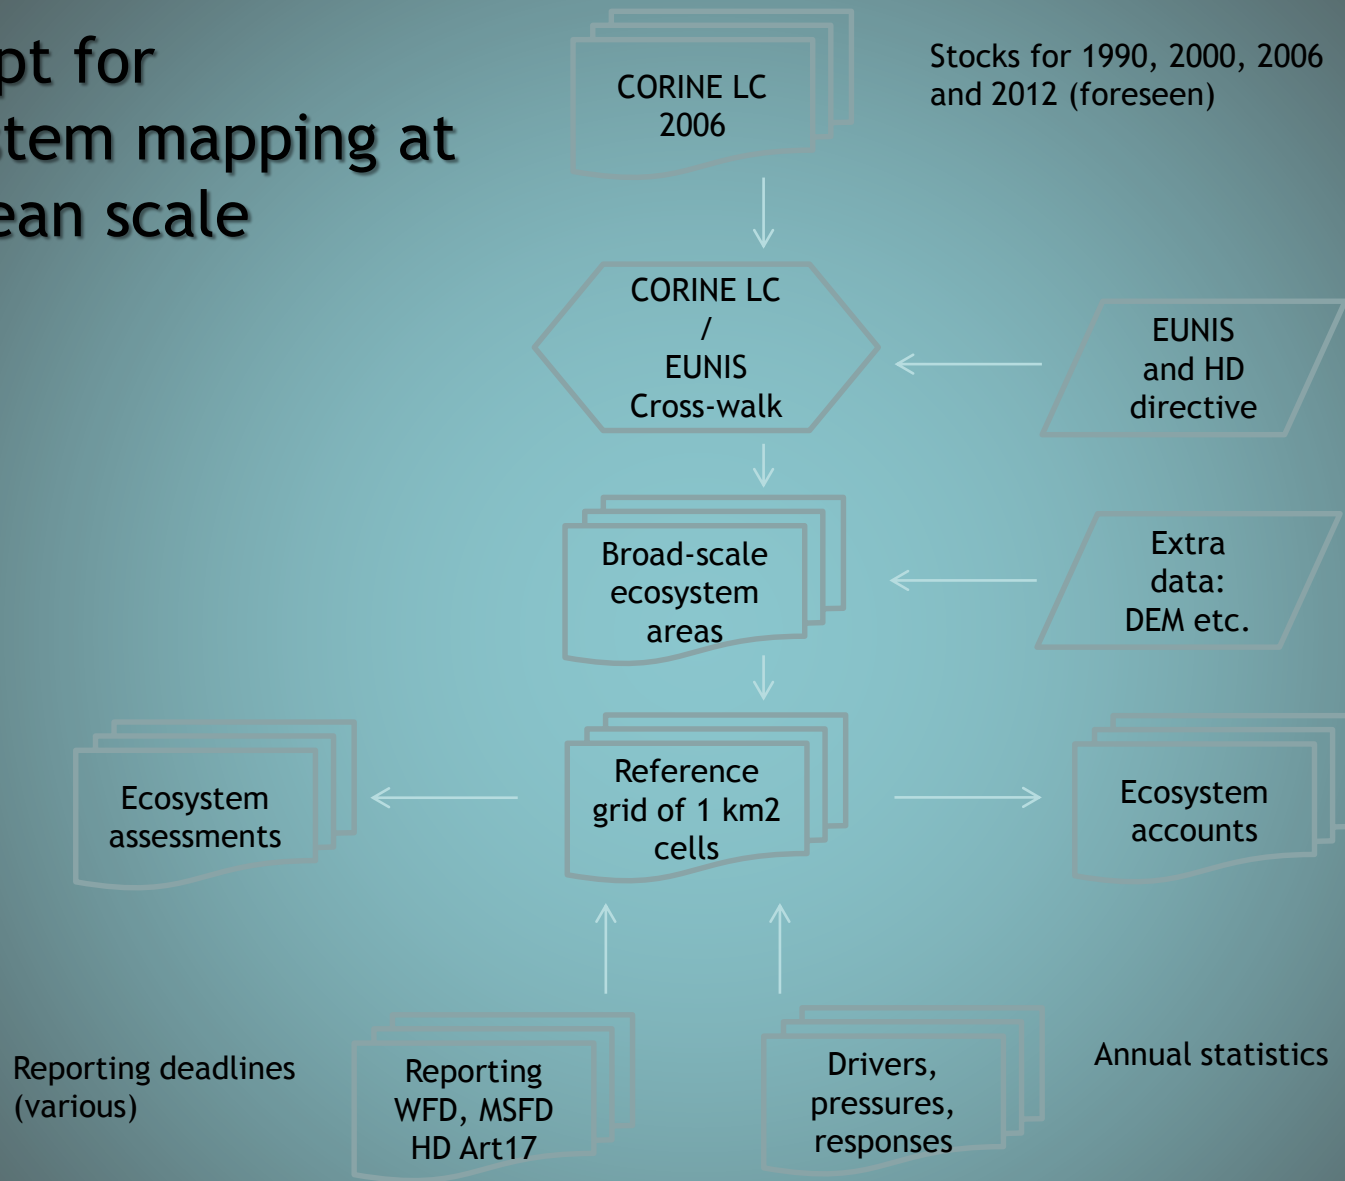 pt for
stem mapping at
ean scale
CORINE LC
2006
Stocks for 1990, 2000, 2006
and 2012 (foreseen)
CORINE LC
/
EUNIS
Cross-walk
EUNIS
and HD
directive
Broad-scale
ecosystem
areas
Extra
data:
DEM etc.
Ecosystem
assessments
Reference
grid of 1 km2
cells
Ecosystem
accounts
Reporting deadlines
(various)
Reporting
WFD, MSFD
HD Art17
Drivers,
pressures,
responses
Annual statistics